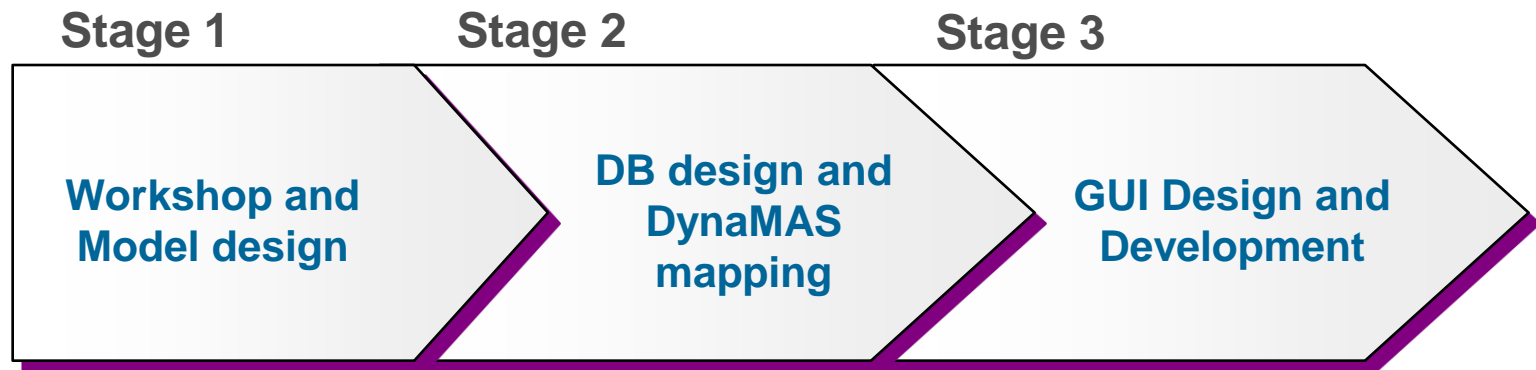 Stage 1
Stage 2
Stage 3
Workshop and
Model design
DB design and
DynaMAS
mapping
GUI Design and
Development